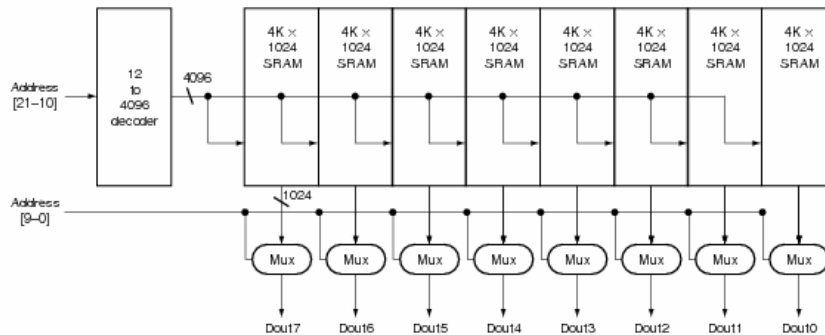 4K × 4K × 4K × 4K × 4K × 4K × 4K × 4K ×
1024 1024 1024 1024 1024 1024 1024 1024
SRAM SRAM SRAM SRAM SRAM SRAM SRAM SRAM
12
to
4096
decoder
4096
Address
[21–10]
1024
Address
[9–0]
Mux Mux Mux Mux Mux Mux Mux Mux
Dout7 Dout6 Dout5 Dout4 Dout3 Dout2 Dout1 Dout0